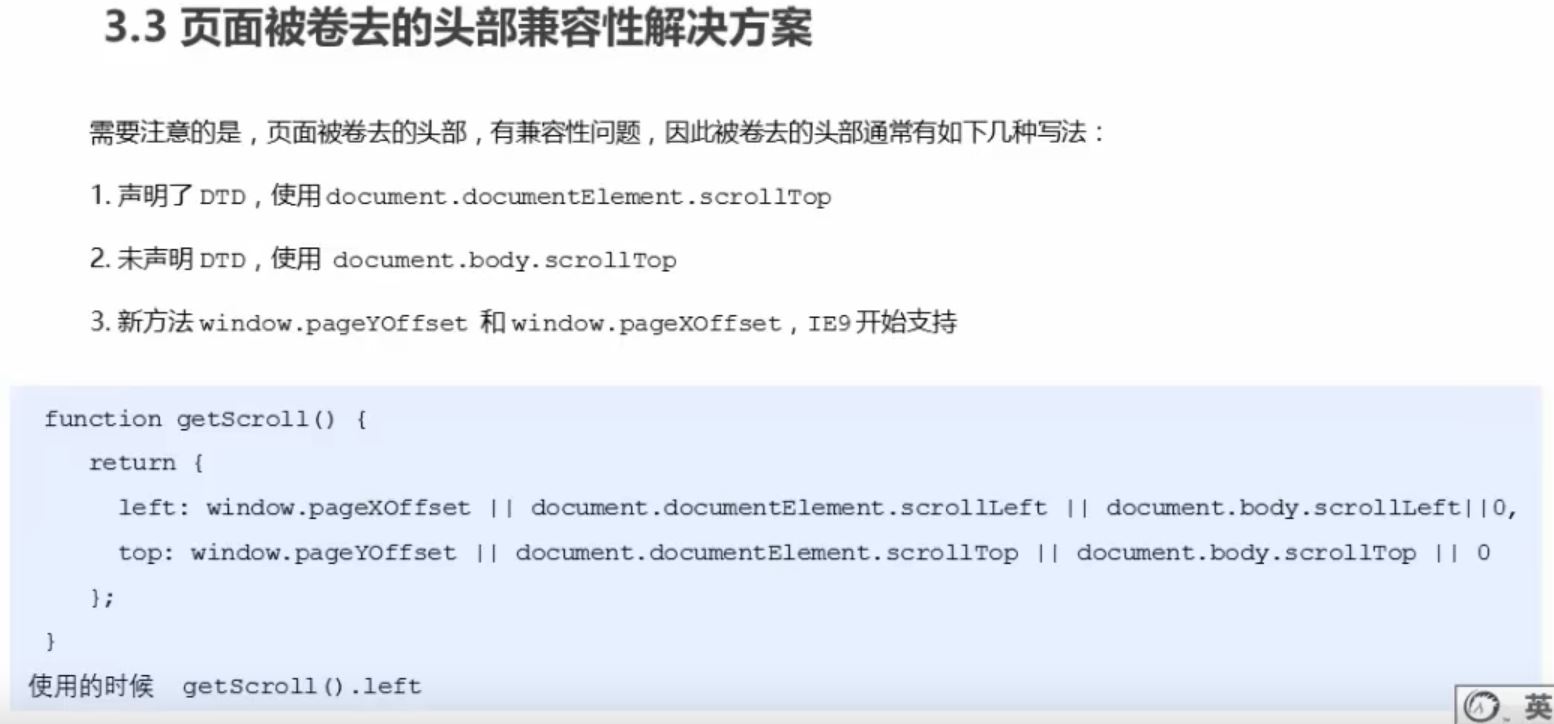 3.3 页面被卷去的头部兼容性解决方案
需要注意的是，页面被卷去的头部，有兼容性问题，因此被卷去的头部通常有如下几种写法：
1. 声明了 DTD，使用 document.documentElement.scrollTop
2. 未声明 DTD，使用 document.body.scrollTop
3. 新方法 window.pageYOffset 和 window.pageXOffset，IE9 开始支持
function getScroll() {
return {
left: window.pageXOffset || document.documentElement.scrollLeft || document.body.scrollLeft||0,
top: window.pageYOffset || document.documentElement.scrollTop || document.body.scrollTop || 0
};
}
使用的时候 getScroll().left
英